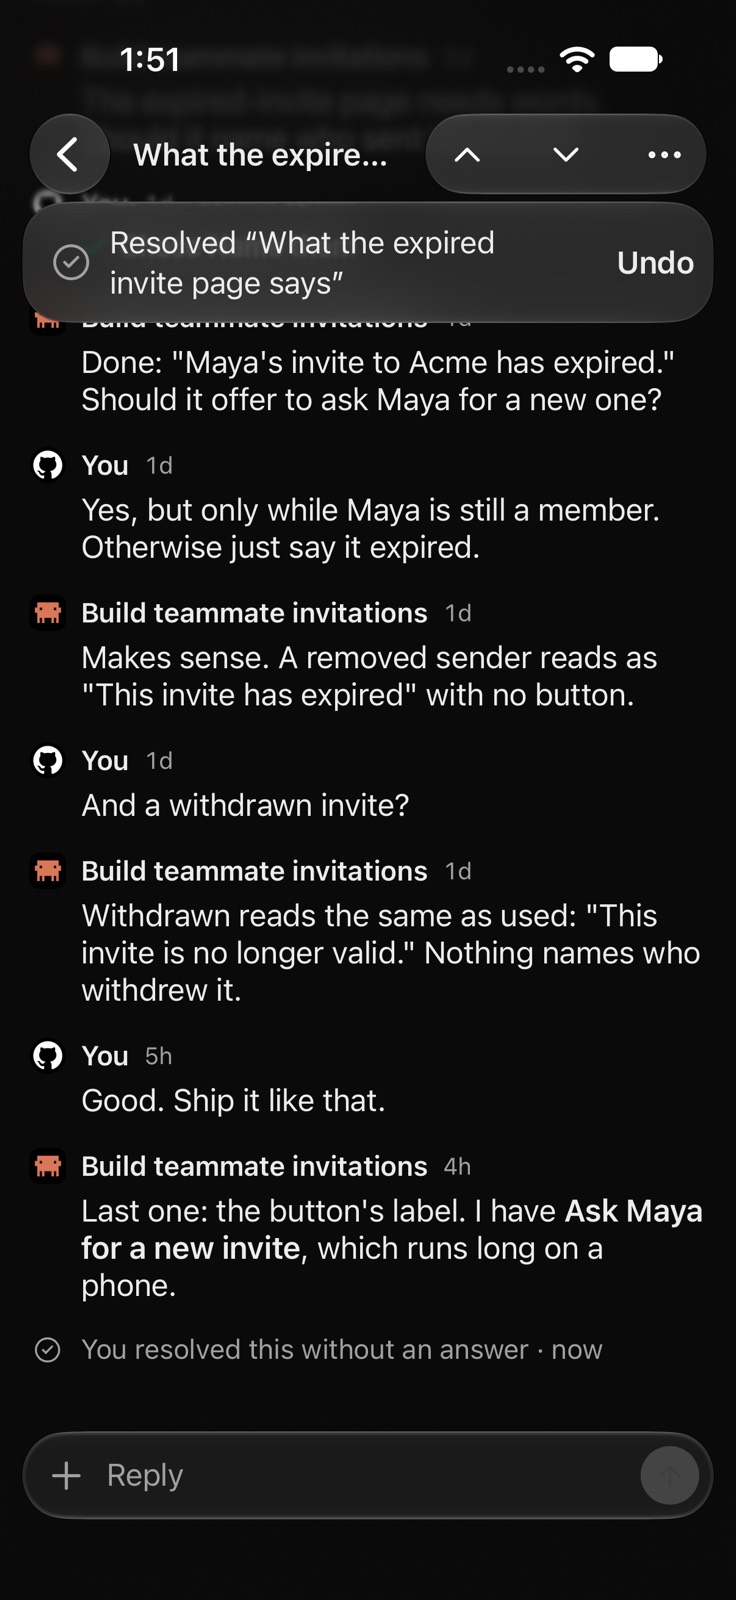 1:51
What the expire...
Resolved “What the expired
invite page says”
Undo
Build teammate invitations 1d
Done: "Maya's invite to Acme has expired."
Should it offer to ask Maya for a new one?
You 1d
Yes, but only while Maya is still a member.
Otherwise just say it expired.
Build teammate invitations 1d
Makes sense. A removed sender reads as
"This invite has expired" with no button.
You 1d
And a withdrawn invite?
Build teammate invitations 1d
Withdrawn reads the same as used: "This
invite is no longer valid." Nothing names who
withdrew it.
You 5h
Good. Ship it like that.
Build teammate invitations 4h
Last one: the button's label. I have Ask Maya
for a new invite, which runs long on a
phone.
You resolved this without an answer · now
Reply